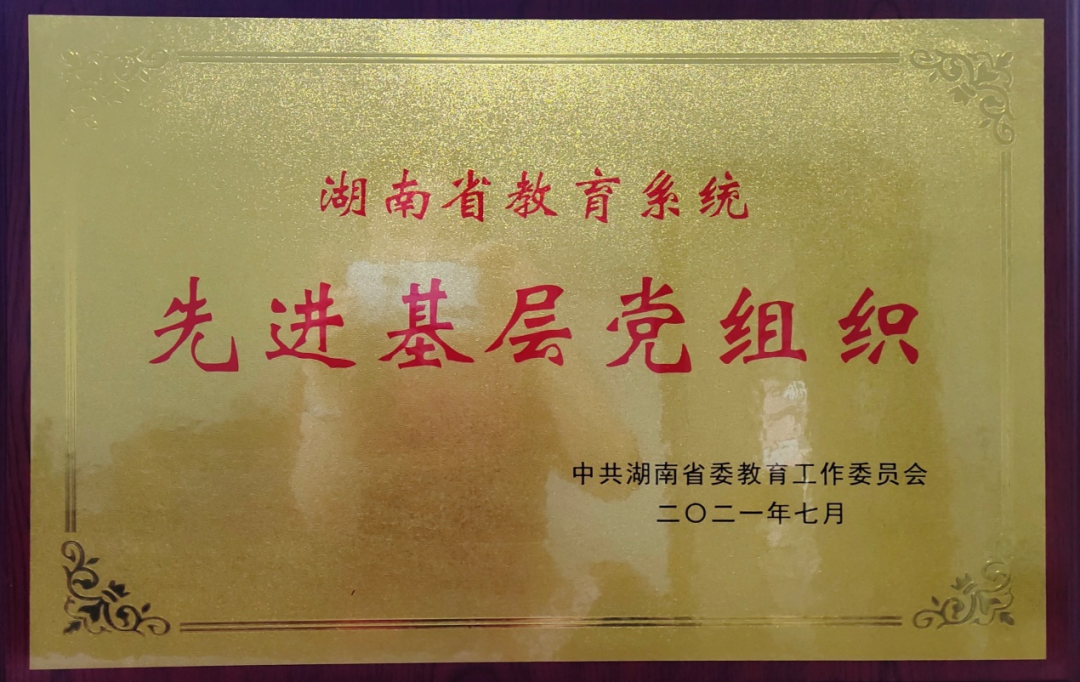 湖南省教育系统
先进基层党组织
中共湖南省委教育工作委员会
二〇二一年七月